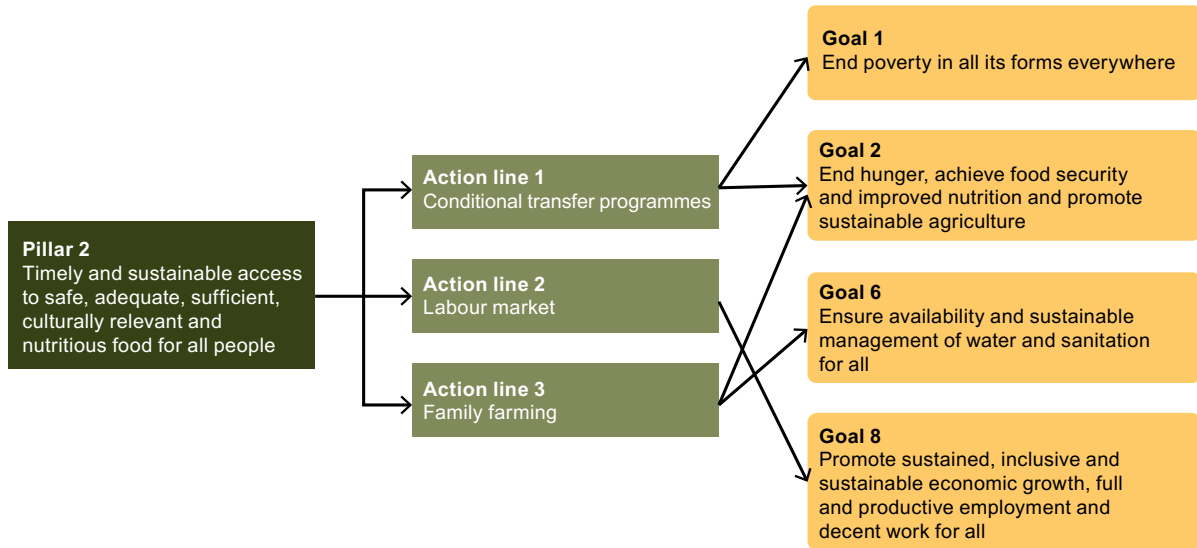 Pillar 2
Timely and sustainable access
to safe, adequate, sufficient,
culturally relevant and
nutritious food for all people
Action line 1
Conditional transfer programmes
Action line 2
Labour market
Action line 3
Family farming
Goal 1
End poverty in all its forms everywhere
Goal 2
End hunger, achieve food security
and improved nutrition and promote
sustainable agriculture
Goal 6
Ensure availability and sustainable
management of water and sanitation
for all
Goal 8
Promote sustained, inclusive and
sustainable economic growth, full
and productive employment and
decent work for all